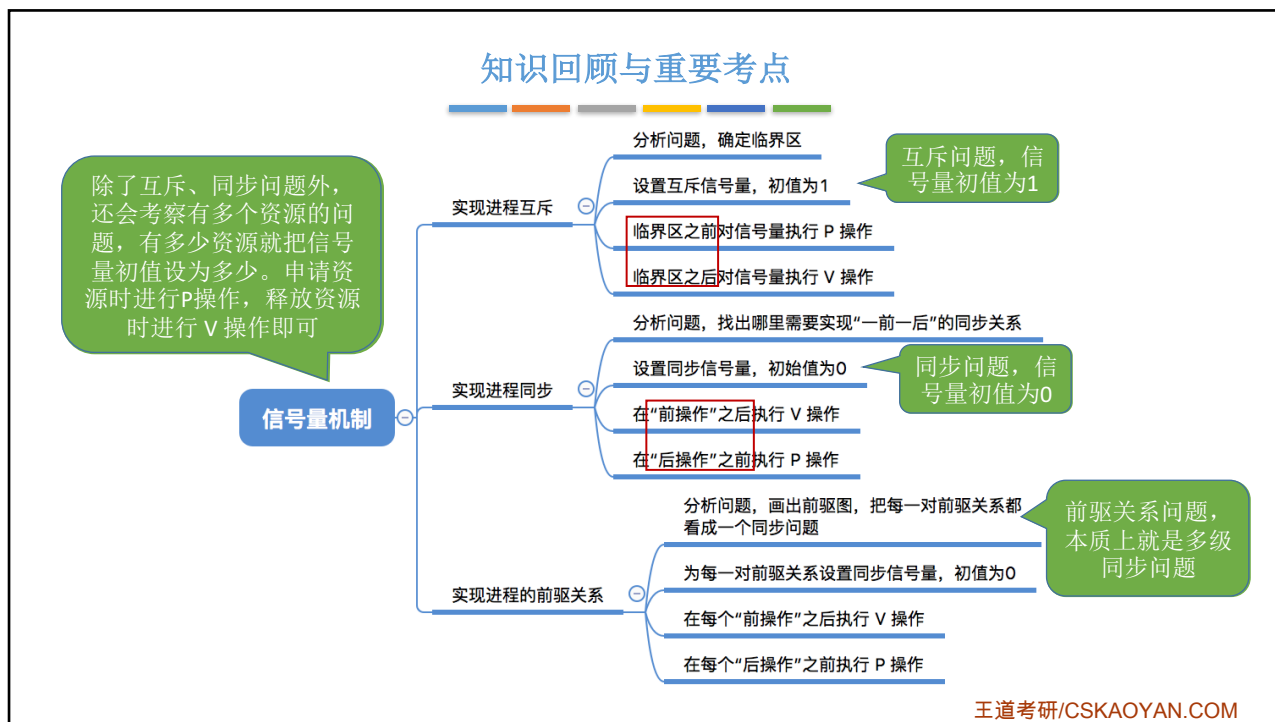 知识回顾与重要考点
除了互斥、同步问题外，
还会考察有多个资源的问
题，有多少资源就把信号
量初值设为多少。申请资
源时进行P操作，释放资源
时进行 V 操作即可
信号量机制
实现进程互斥
分析问题，确定临界区
设置互斥信号量，初值为1
临界区之前对信号量执行 P 操作
临界区之后对信号量执行 V 操作
互斥问题，信
号量初值为1
实现进程同步
分析问题，找出哪里需要实现“一前一后”的同步关系
设置同步信号量，初始值为0
在“前操作”之后执行 V 操作
在“后操作”之前执行 P 操作
同步问题，信
号量初值为0
实现进程的前驱关系
分析问题，画出前驱图，把每一对前驱关系都
看成一个同步问题
为每一对前驱关系设置同步信号量，初值为0
在每个“前操作”之后执行 V 操作
在每个“后操作”之前执行 P 操作
前驱关系问题，
本质上就是多级
同步问题
王道考研/CSKAOYAN.COM